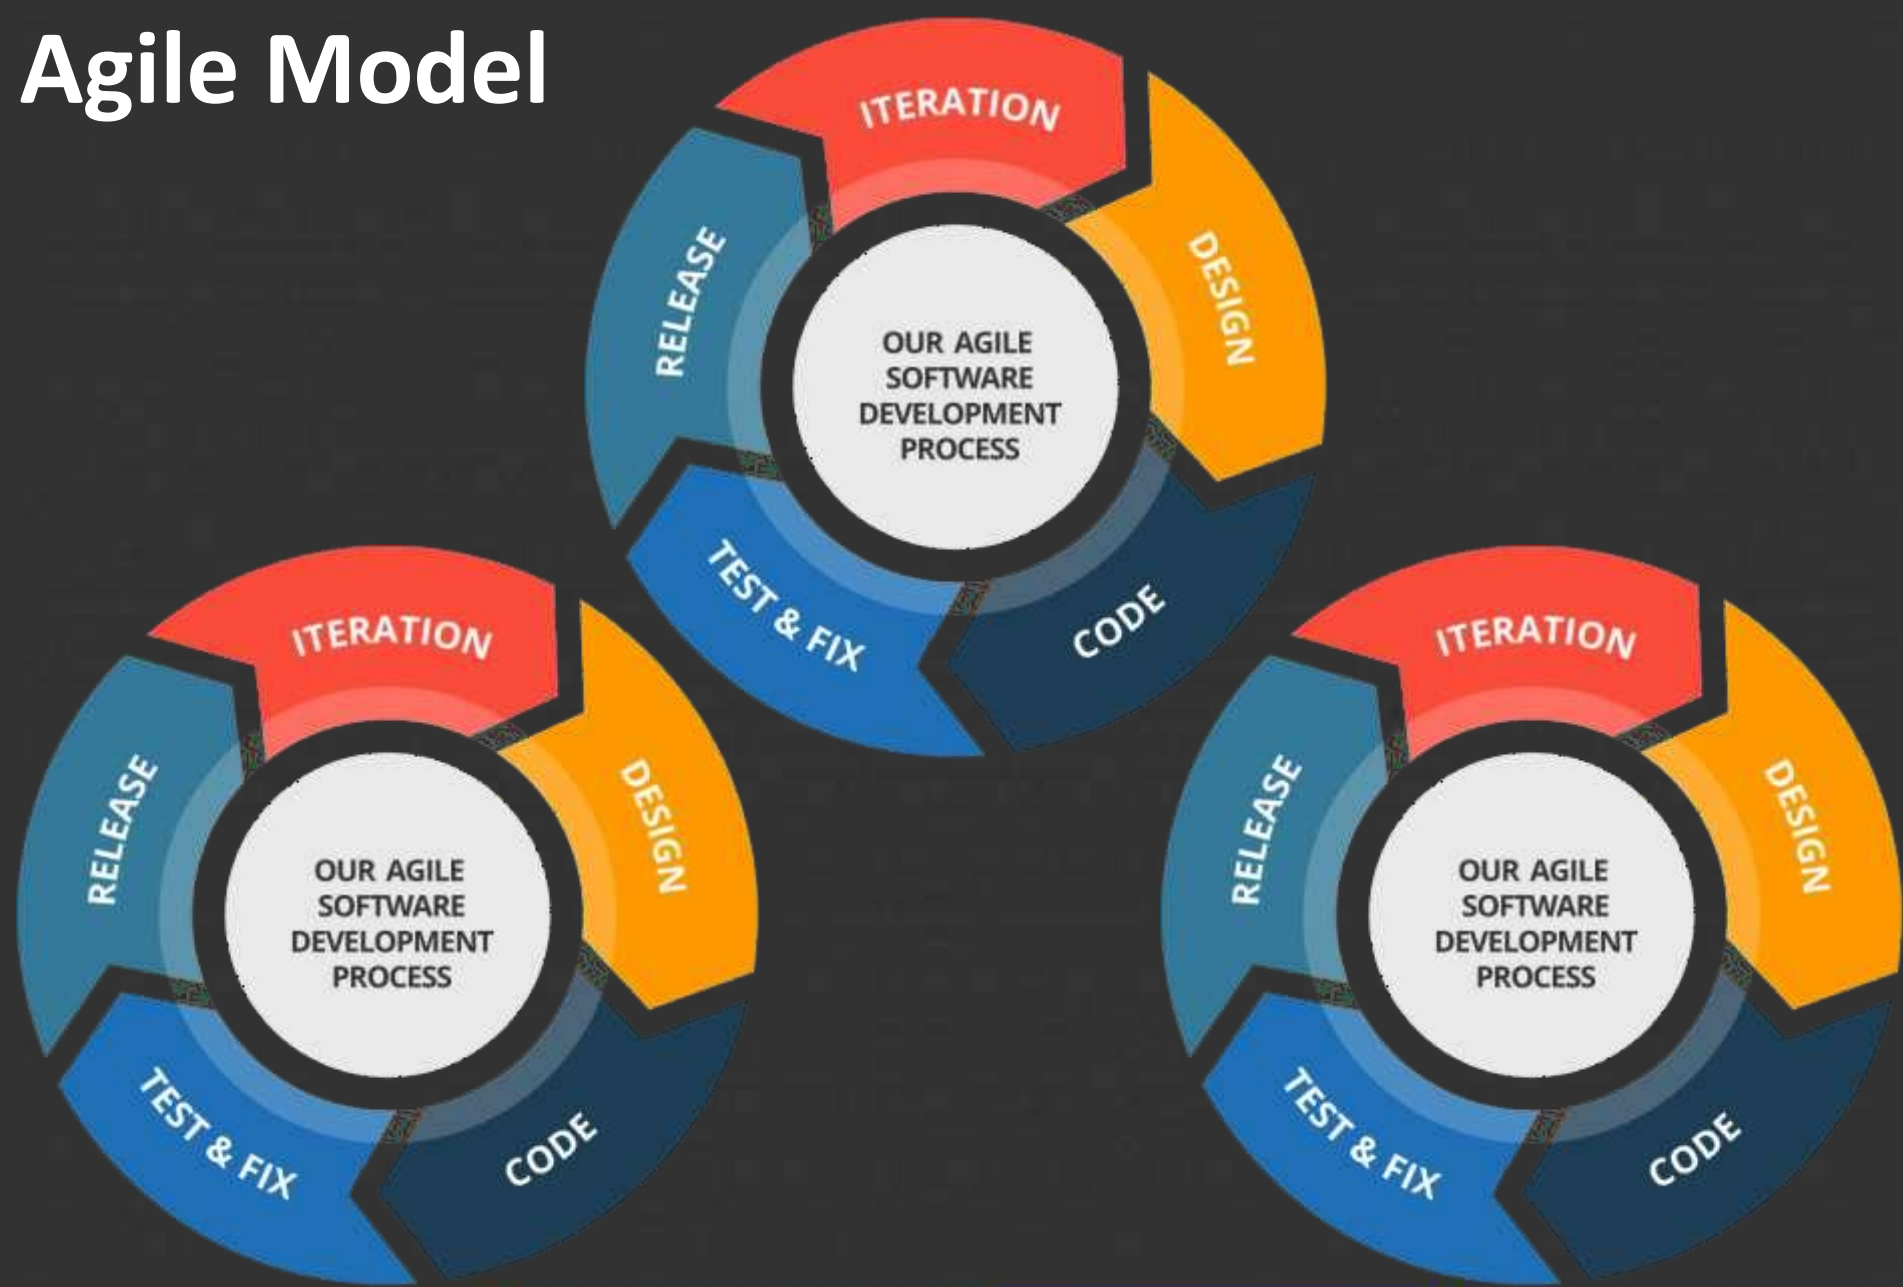 Agile Model
ITERATION
DESIGN
CODE
TEST & FIX
RELEASE
OUR AGILE
SOFTWARE
DEVELOPMENT
PROCESS
ITERATION
DESIGN
CODE
TEST & FIX
RELEASE
OUR AGILE
SOFTWARE
DEVELOPMENT
PROCESS
ITERATION
DESIGN
CODE
TEST & FIX
RELEASE
OUR AGILE
SOFTWARE
DEVELOPMENT
PROCESS